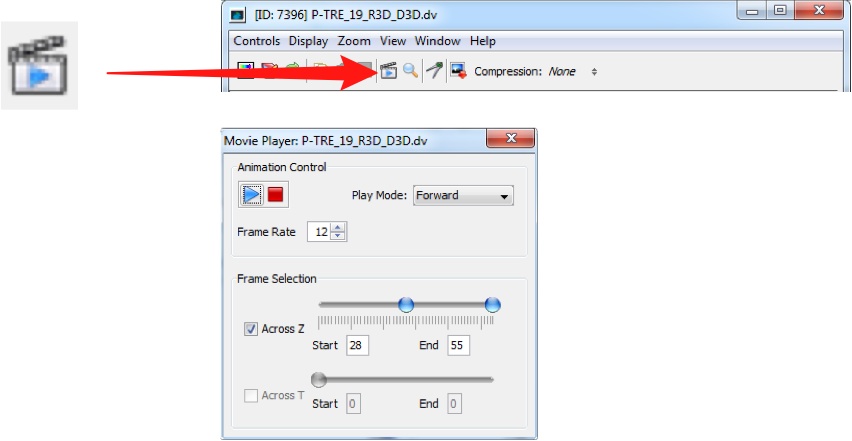 [ID: 7396] P-TRE_19_R3D_D3D.dv
Controls Display Zoom View Window Help
Compression: None
Movie Player: P-TRE_19_R3D_D3D.dv
Animation Control
Play Mode: Forward
Frame Rate 12
Frame Selection
Across Z
Start 28 End 55
Across T
Start 0 End 0